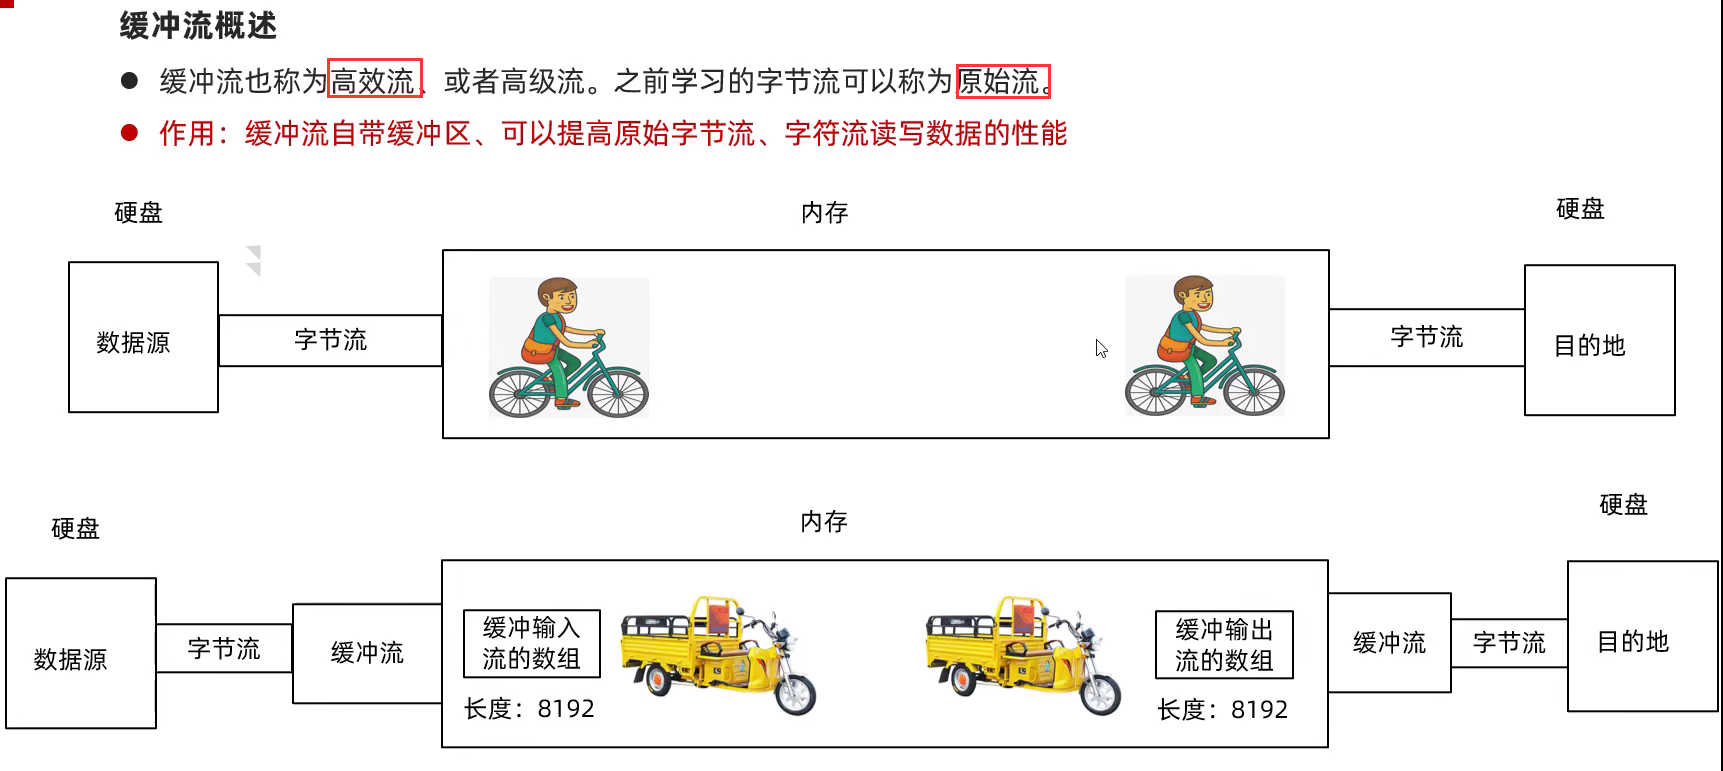 缓冲流概述
缓冲流也称为高效流、或者高级流。之前学习的字节流可以称为原始流。
作用：缓冲流自带缓冲区、可以提高原始字节流、字符流读写数据的性能
硬盘
内存
硬盘
数据源
字节流
字节流
目的地
硬盘
内存
硬盘
数据源
字节流
缓冲流
缓冲输入
流的数组
长度：8192
缓冲输出
流的数组
长度：8192
缓冲流
字节流
目的地